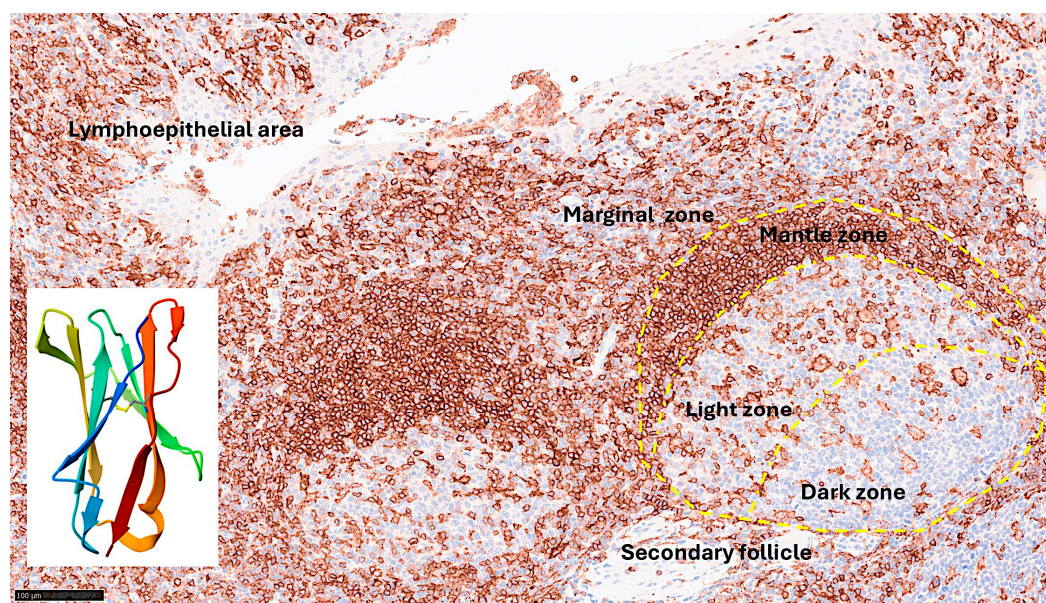 Lymphoepithelial area
Marginal  zone
Mantle zone
Light zone
Dark zone
Secondary follicle
100 µm